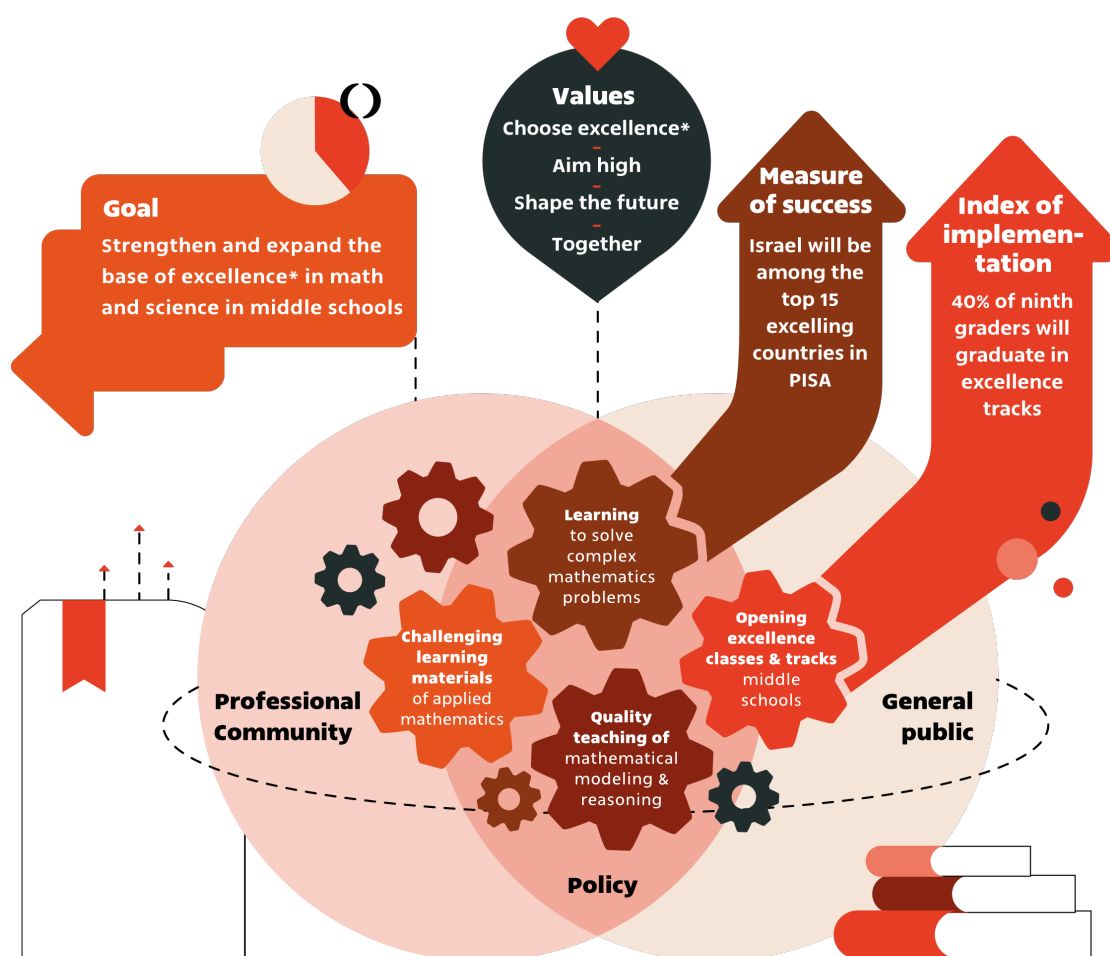 Values
Choose excellence*
Aim high
Shape the future
Together
Goal
Strengthen and expand the
base of excellence* in math
and science in middle schools
Measure
of success
Israel will be
among the
top 15
excelling
countries in
PISA
Index of
implemen-
tation
40% of ninth
graders will
graduate in
excellence
tracks
Learning
to solve
complex
mathematics
problems
Challenging
learning
materials
of applied
mathematics
Opening
excellence
classes & tracks
middle
schools
Quality
teaching of
mathematical
modeling &
reasoning
Professional
Community
General
public
Policy